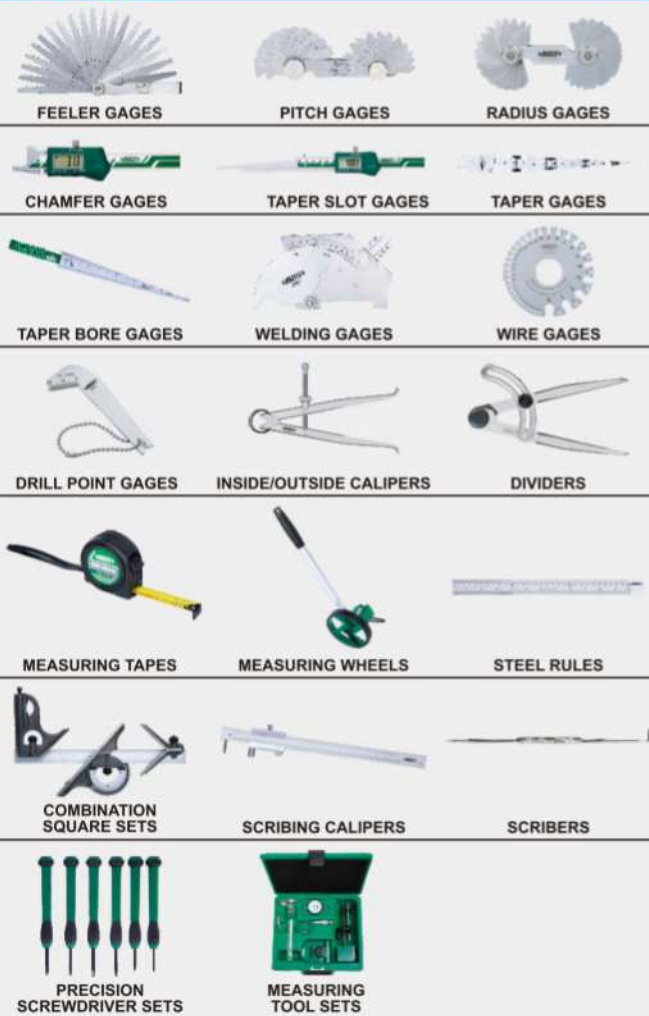 FEELER GAGES
PITCH GAGES
RADIUS GAGES
CHAMFER GAGES
TAPER SLOT GAGES
TAPER GAGES
TAPER BORE GAGES
WELDING GAGES
WIRE GAGES
DRILL POINT GAGES
INSIDE/OUTSIDE CALIPERS
DIVIDERS
MEASURING TAPES
MEASURING WHEELS
STEEL RULES
COMBINATION
SQUARE SETS
SCRIBING CALIPERS
SCRIBERS
PRECISION
SCREWDRIVER SETS
MEASURING
TOOL SETS